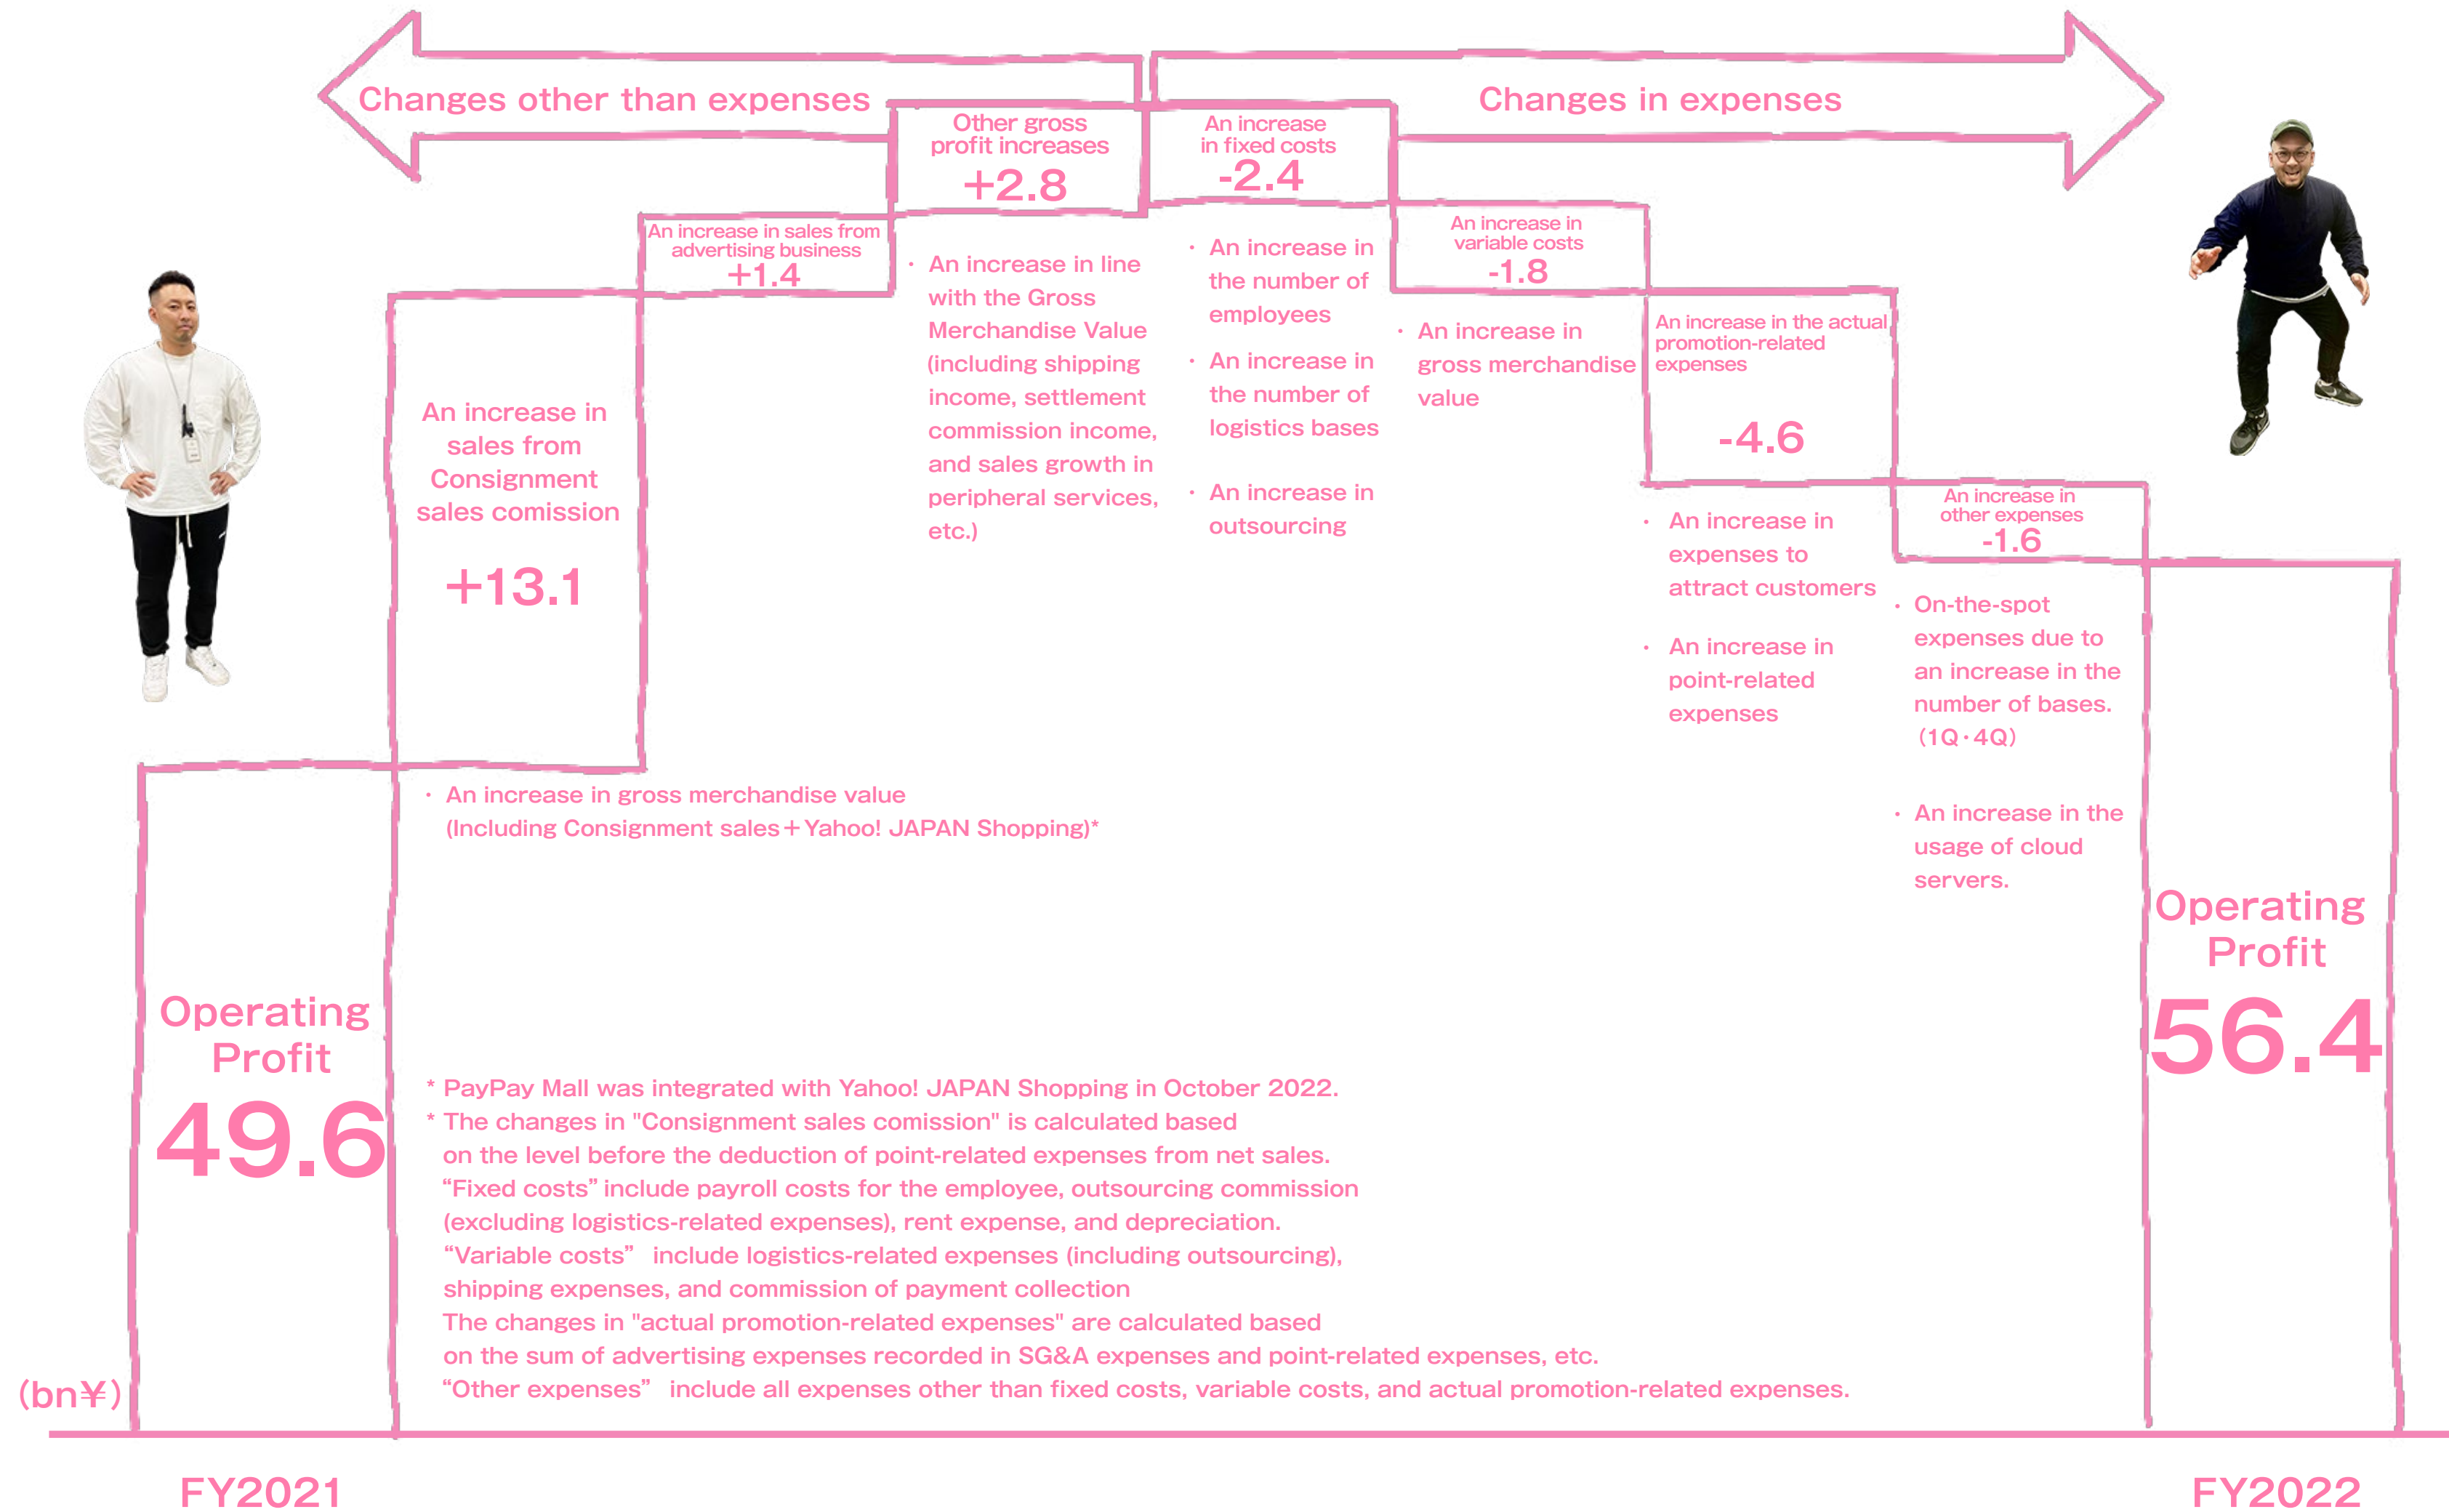 Changes other than expenses
Changes in expenses
Other gross
profit increases
+2.8
An increase
in fixed costs
-2.4
An increase in sales from
advertising business
+1.4
An increase in
variable costs
-1.8
・ An increase in line
with the Gross
Merchandise Value
(including shipping
income, settlement
commission income,
and sales growth in
peripheral services,
etc.)
・ An increase in
the number of
employees
・ An increase in
the number of
logistics bases
・ An increase in
outsourcing
・ An increase in
gross merchandise
value
An increase in the actual
promotion-related
expenses
-4.6
An increase in
sales from
Consignment
sales comission
+13.1
An increase in
other expenses
-1.6
・ An increase in
expenses to
attract customers
・ An increase in
point-related
expenses
・ On-the-spot
expenses due to
an increase in the
number of bases.
（1Q・4Q）
・ An increase in the
usage of cloud
servers.
・ An increase in gross merchandise value
(Including Consignment sales＋Yahoo! JAPAN Shopping)*
Operating
Profit
49.6
Operating
Profit
56.4
* PayPay Mall was integrated with Yahoo! JAPAN Shopping in October 2022.
* The changes in "Consignment sales comission" is calculated based
on the level before the deduction of point-related expenses from net sales.
“Fixed costs” include payroll costs for the employee, outsourcing commission
(excluding logistics-related expenses), rent expense, and depreciation.
“Variable costs” include logistics-related expenses (including outsourcing),
shipping expenses, and commission of payment collection
The changes in "actual promotion-related expenses" are calculated based
on the sum of advertising expenses recorded in SG&A expenses and point-related expenses, etc.
“Other expenses” include all expenses other than fixed costs, variable costs, and actual promotion-related expenses.
(bn¥)
FY2021
FY2022